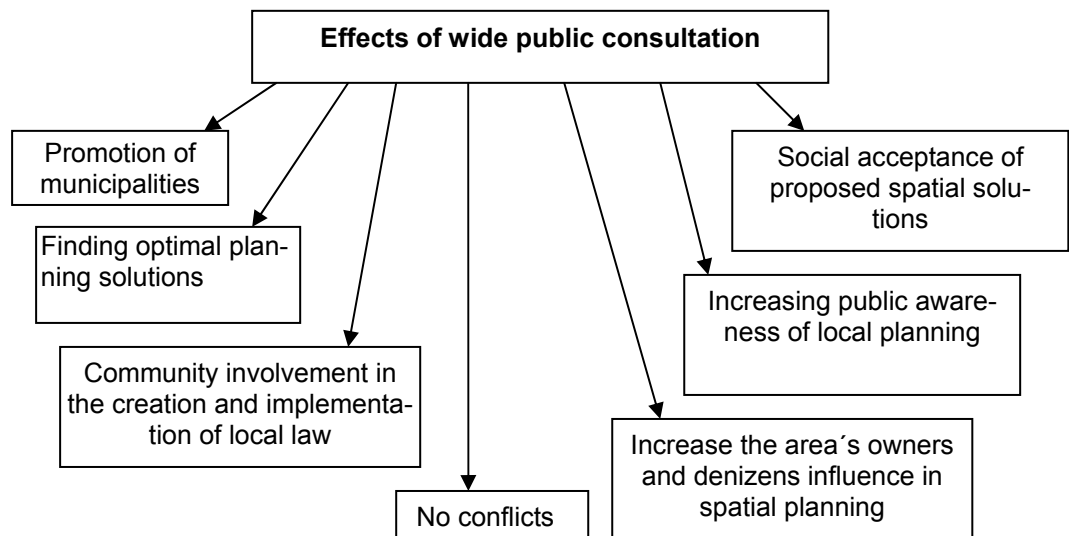 Effects of wide public consultation
Promotion of
municipalities
Social acceptance of
proposed spatial solu-
tions
Finding optimal plan-
ning solutions
Increasing public aware-
ness of local planning
Community involvement in
the creation and implementa-
tion of local law
Increase the area´s owners
and denizens influence in
spatial planning
No conflicts